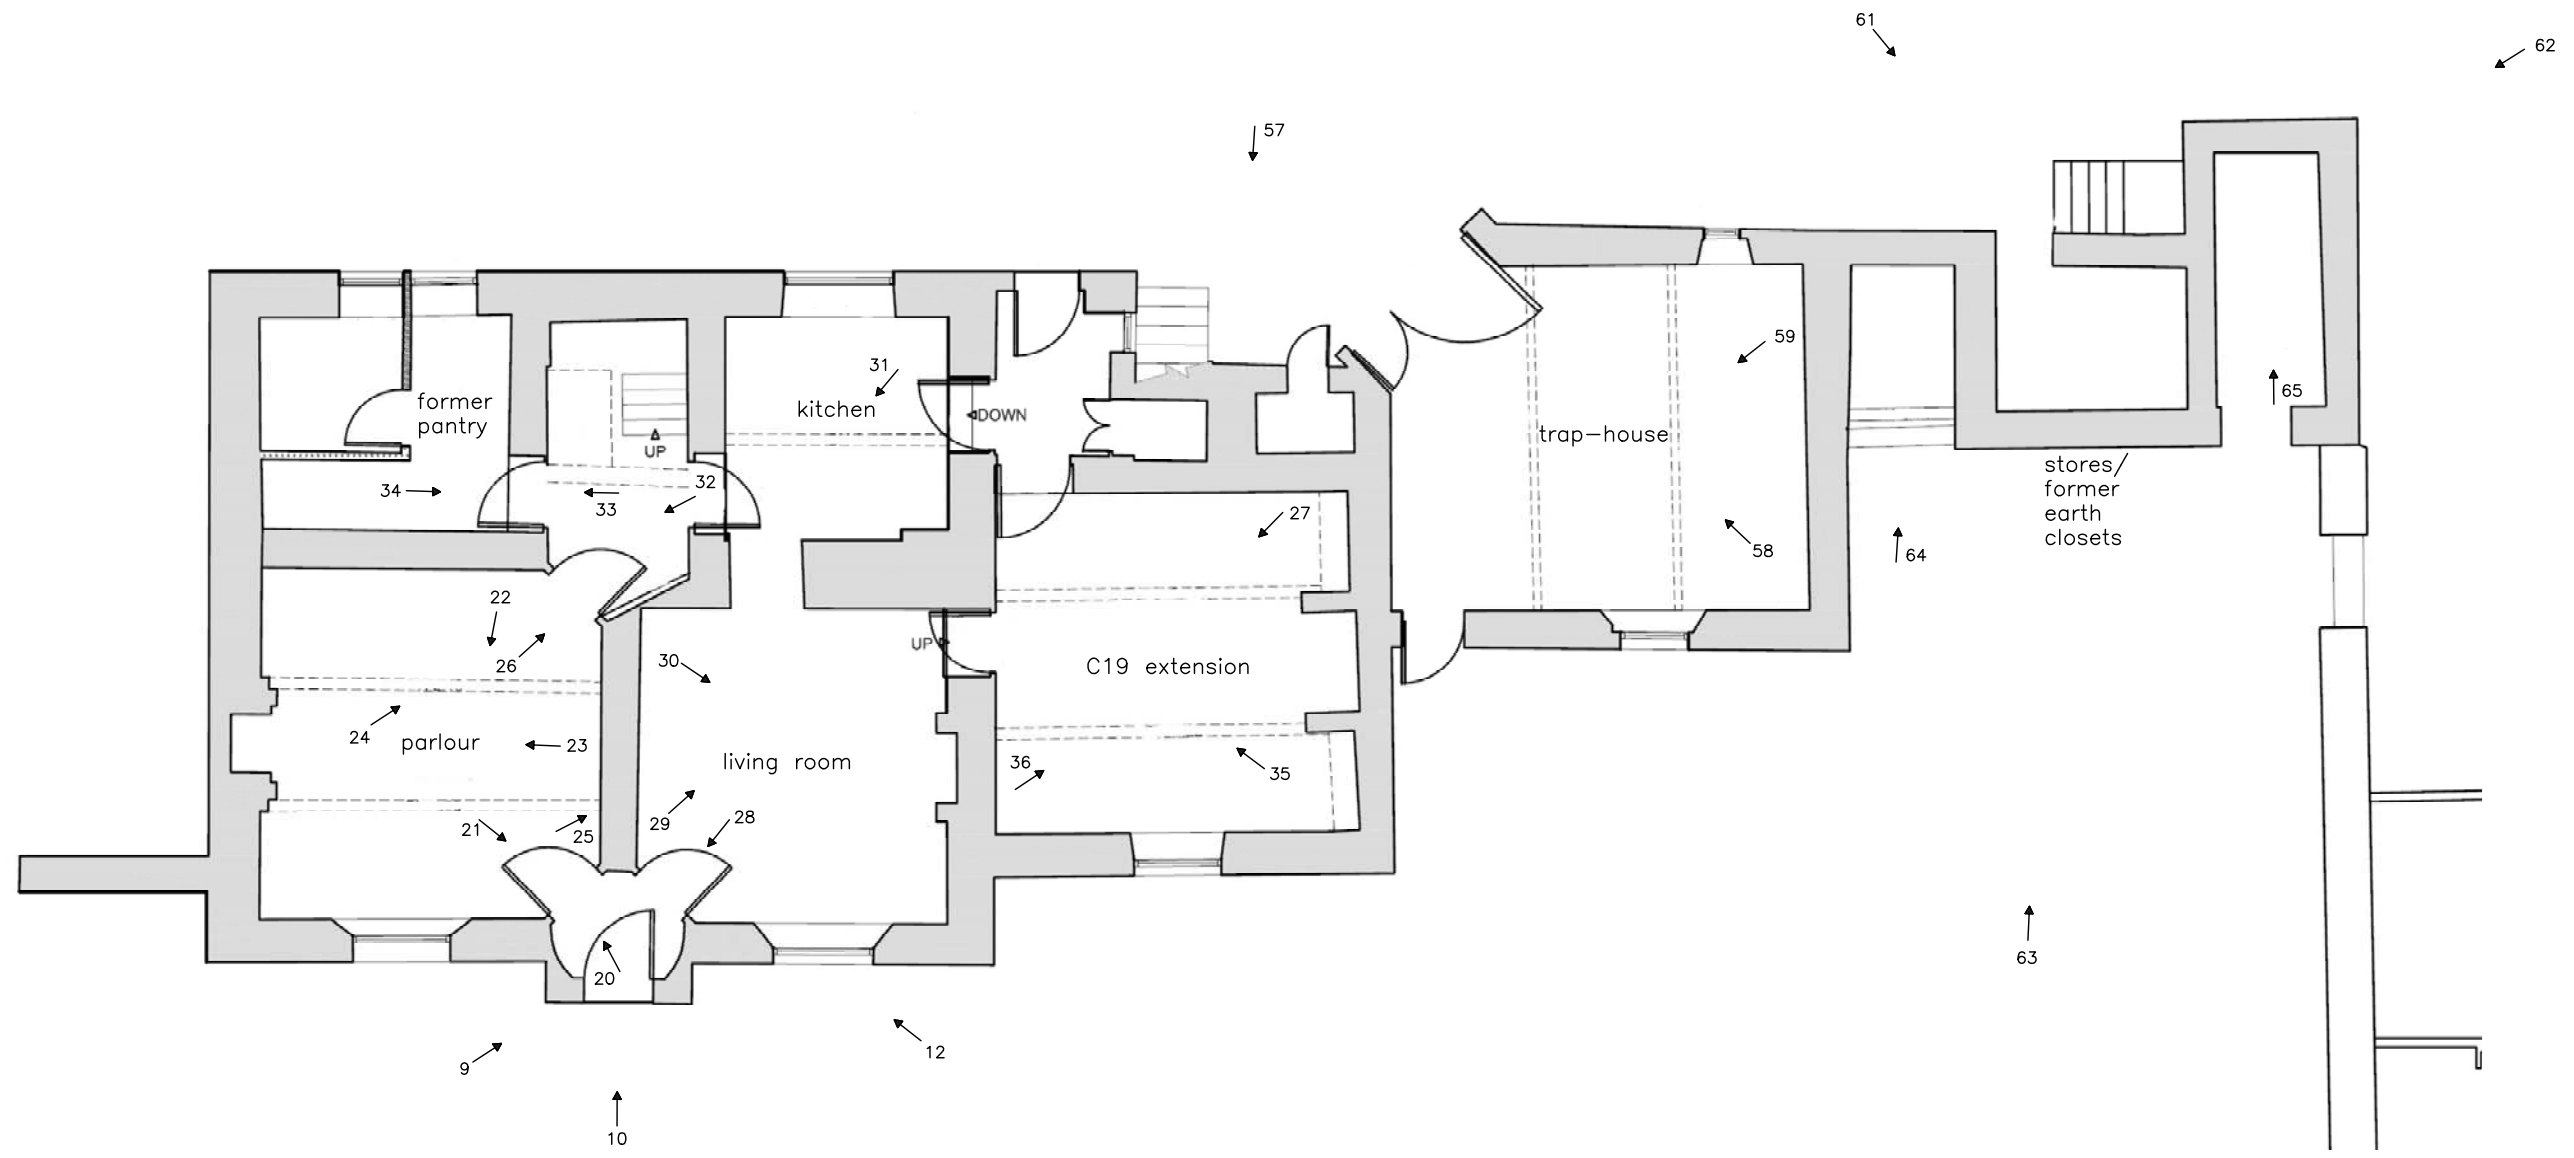 61
62
57
59
31
kitchen
former
pantry
DOWN
65
trap-house
UP
stores/
former
earth
closets
34
32
33
27
58
64
22
26
30
UP
C19 extension
24
parlour
23
living room
36
35
21
25
29
28
20
63
9
12
10